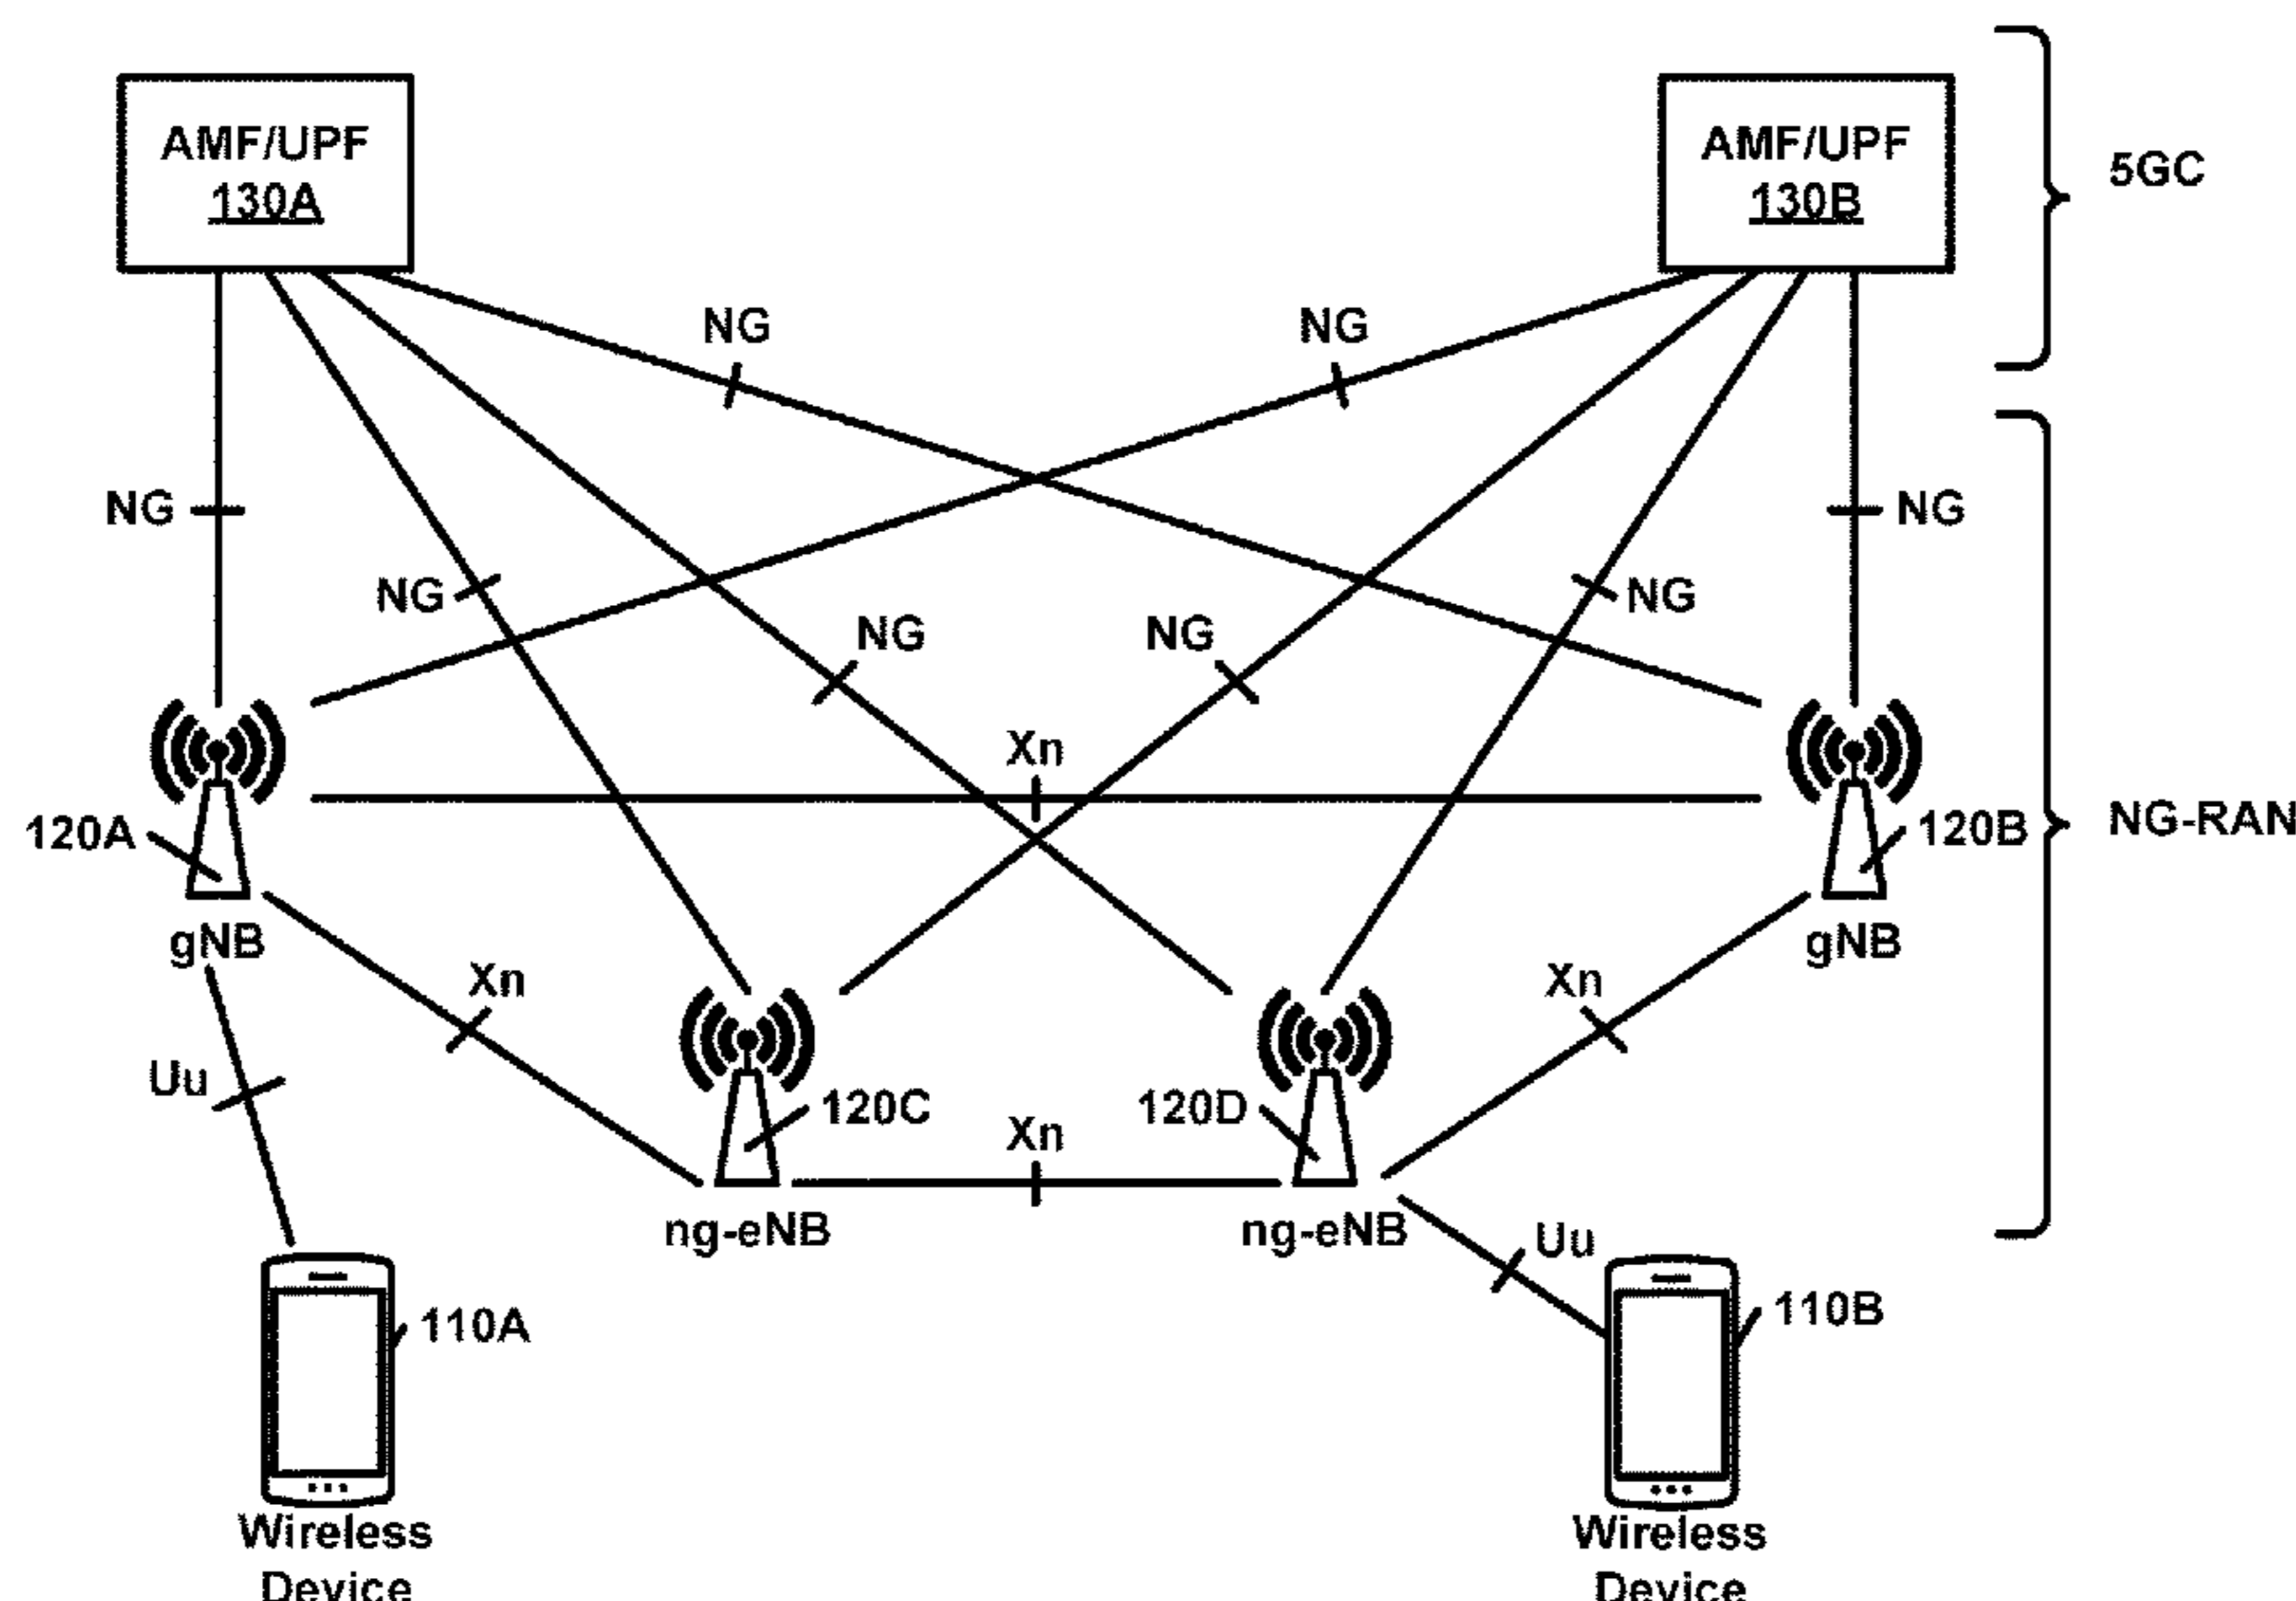 AMF/UPF
130A
AMF/UPF
130B
5GC
NG
NG
NG
NG
NG
NG
NG
NG
Xn
120A
120B
NG-RAN
gNB
gNB
Xn
Xn
Uu
120C
120D
Xn
ng-eNB
ng-eNB
Uu
110A
110B
Wireless
Device
Wireless
Device